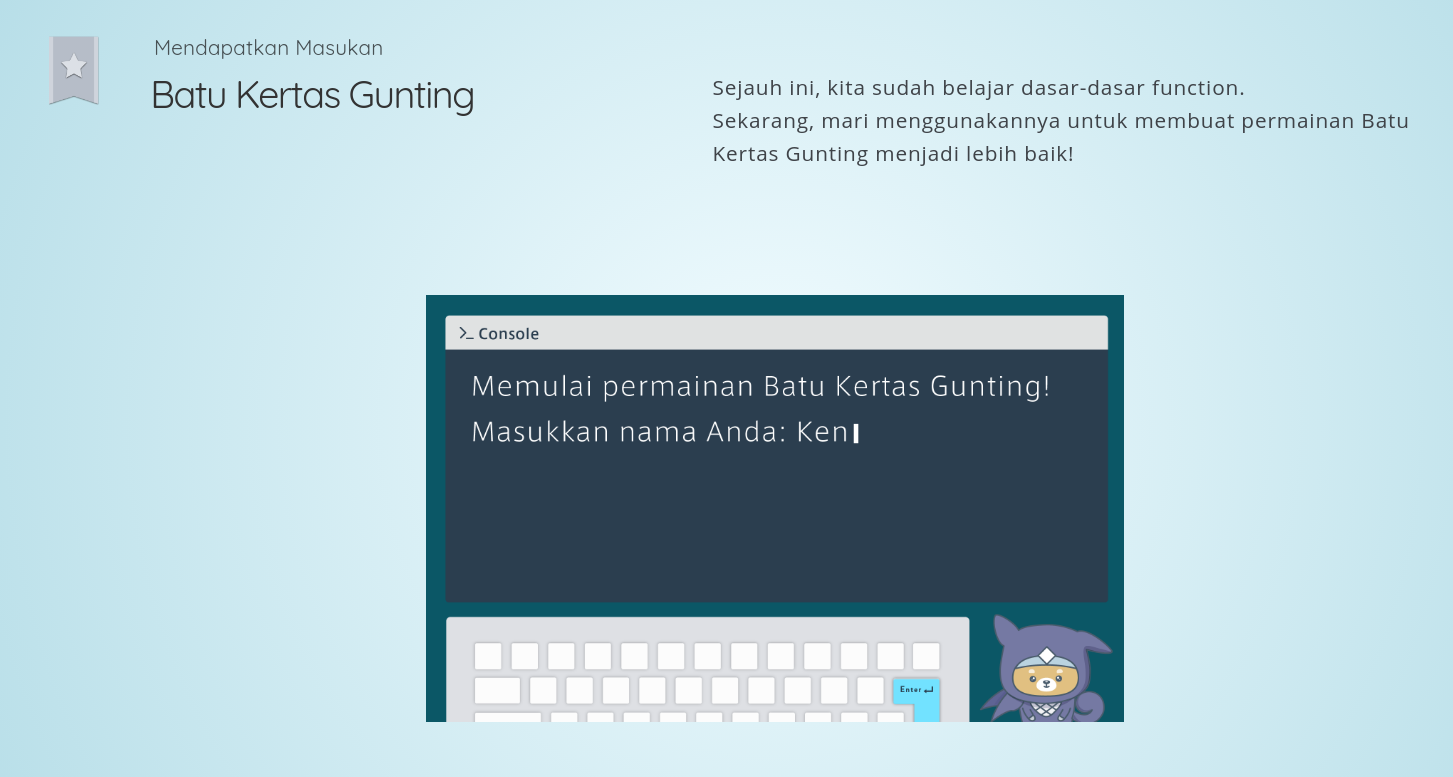 Mendapatkan Masukan
Batu Kertas Gunting
Sejauh ini, kita sudah belajar dasar-dasar function.
Sekarang, mari menggunakannya untuk membuat permainan Batu
Kertas Gunting menjadi lebih baik!
>_ Console
Memulai permainan Batu Kertas Gunting!
Masukkan nama Anda: Ken
Enter